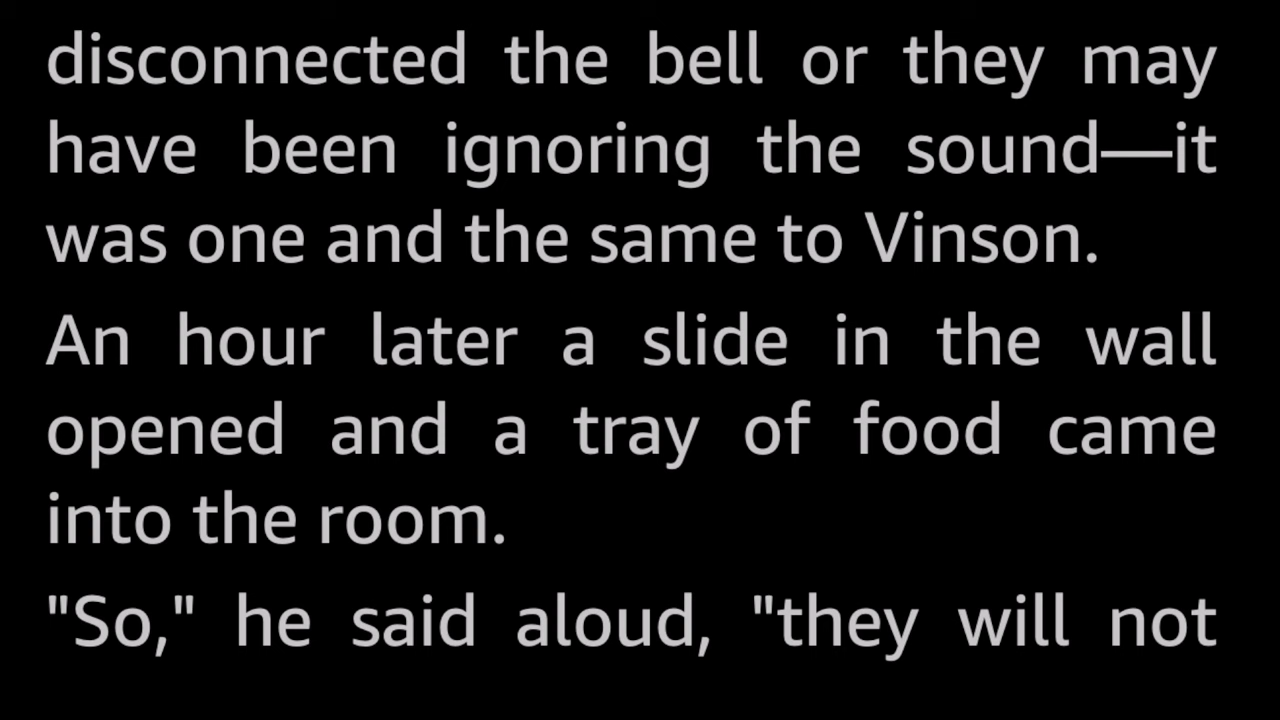 disconnected the bell or they may
have been ignoring the sound—it
was one and the same to Vinson.
An hour later a slide in the wall
opened and a tray of food came
into the room.
"So," he said aloud, "they will not